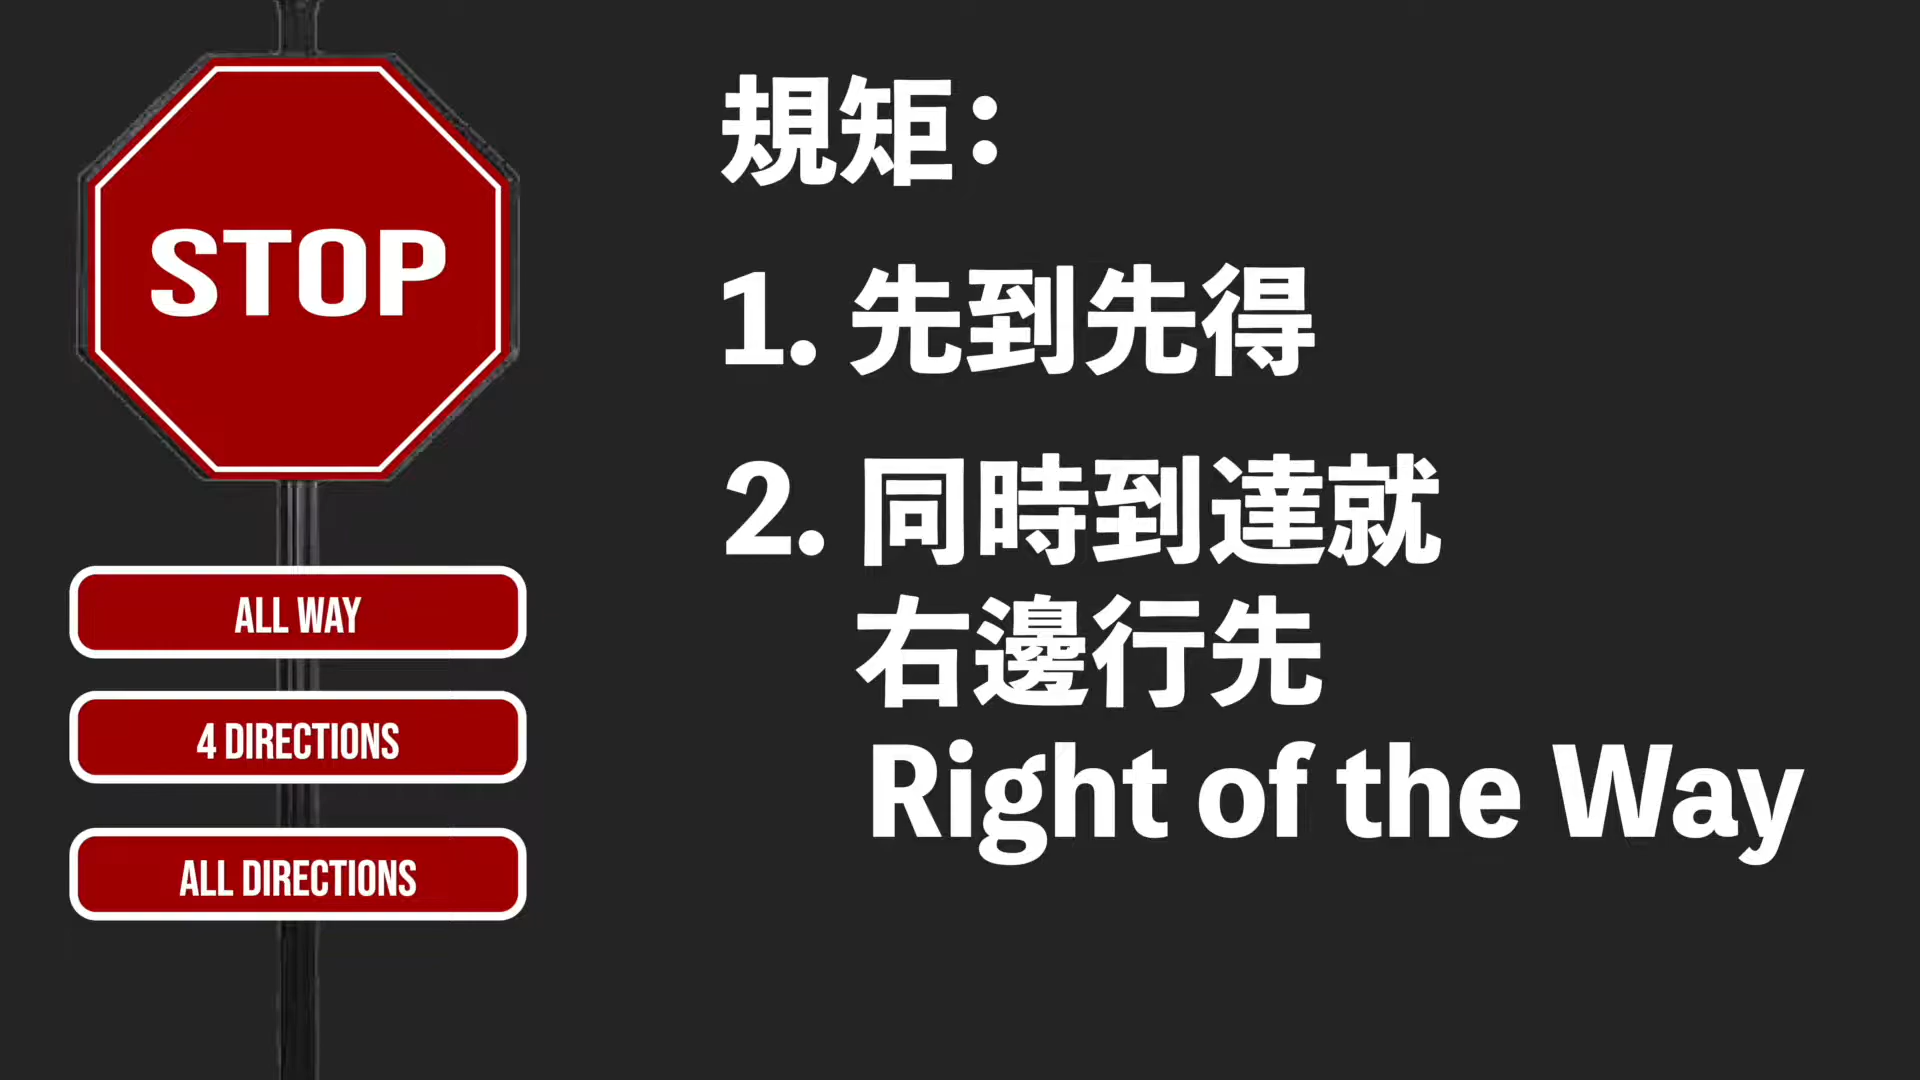 STOP
ALL WAY
4 DIRECTIONS
ALL DIRECTIONS
規矩：
1. 先到先得
2. 同時到達就
右邊行先
Right of the Way